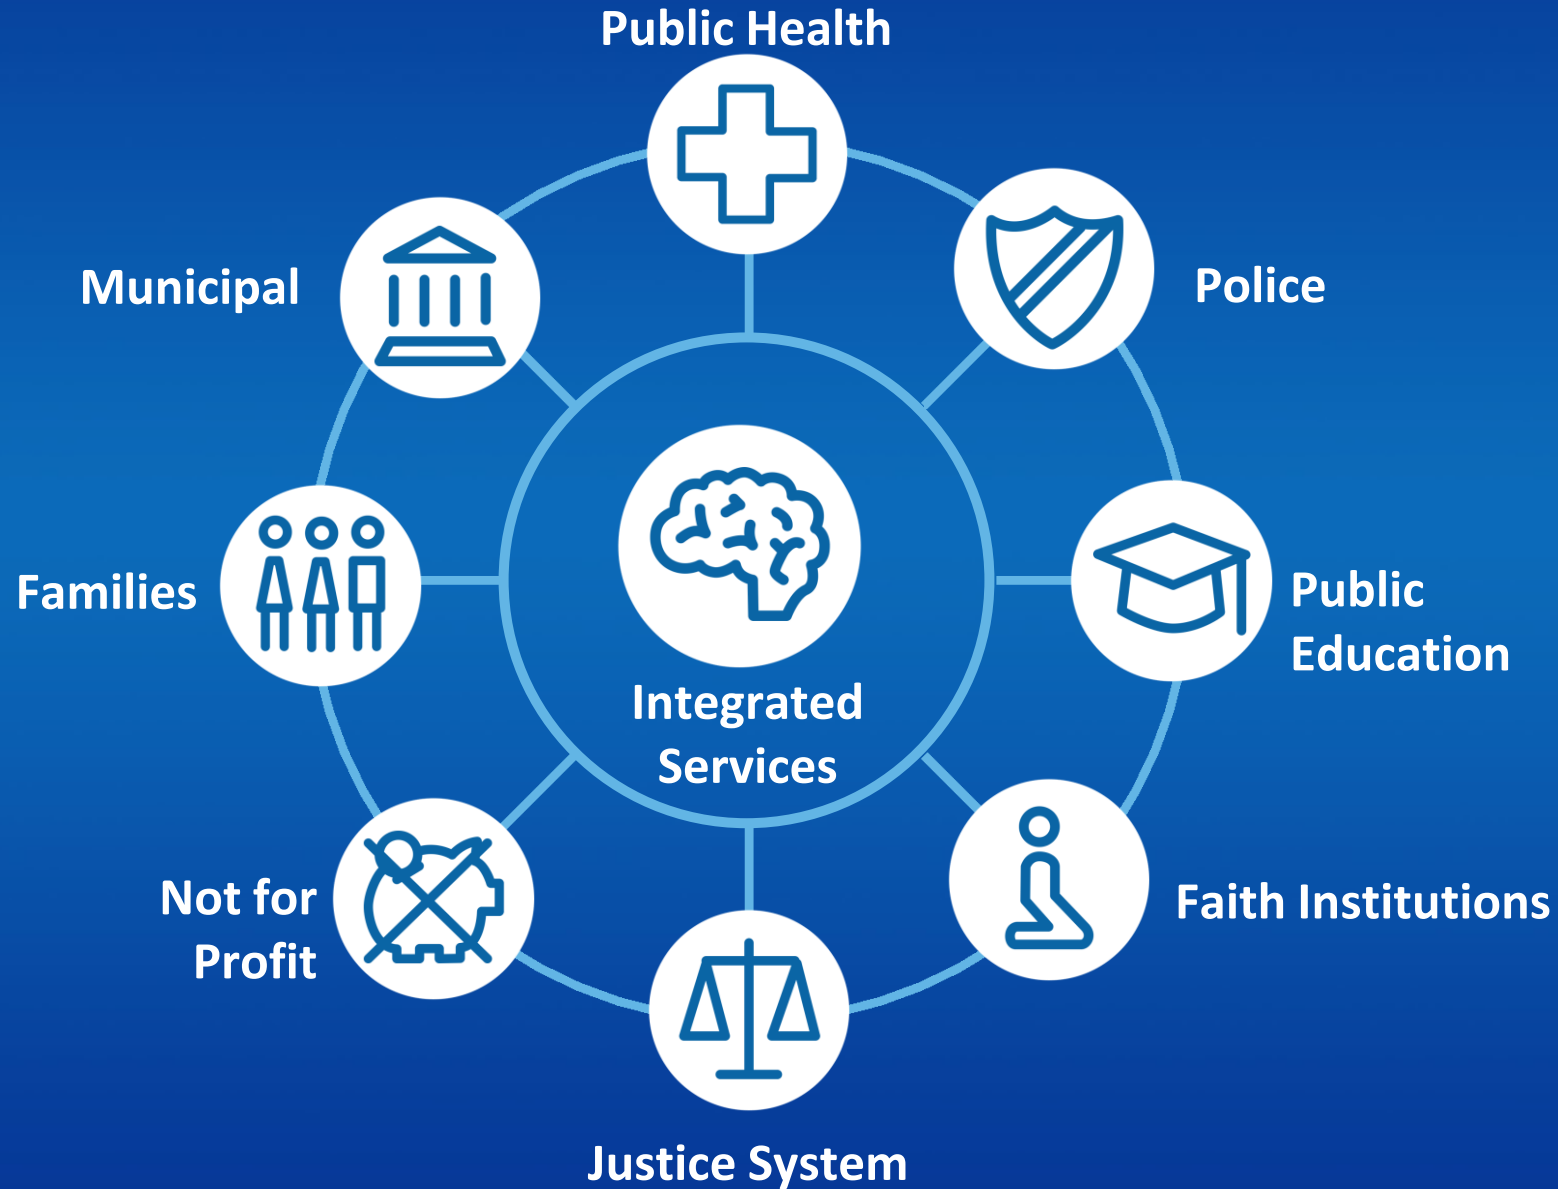 Public Health
Municipal
Police
Families
Public
Education
Integrated
Services
Not for
Profit
Faith Institutions
Justice System